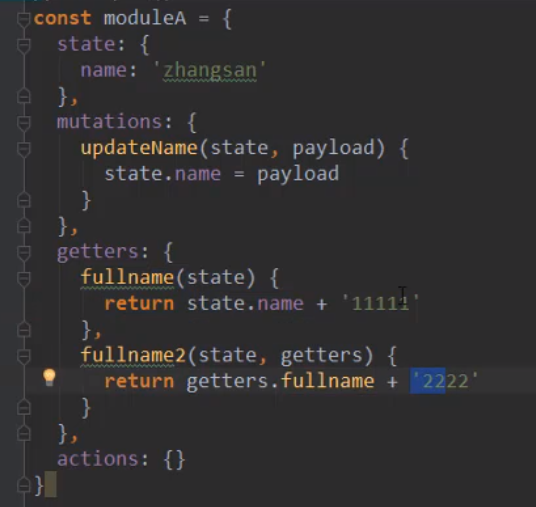 const moduleA = {
  state: {
    name: 'zhangsan'
  },
  mutations: {
    updateName(state, payload) {
      state.name = payload
    }
  },
  getters: {
    fullname(state) {
      return state.name + '11111'
    },
    fullname2(state, getters) {
      return getters.fullname + '2222'
    }
  },
  actions: {}
}